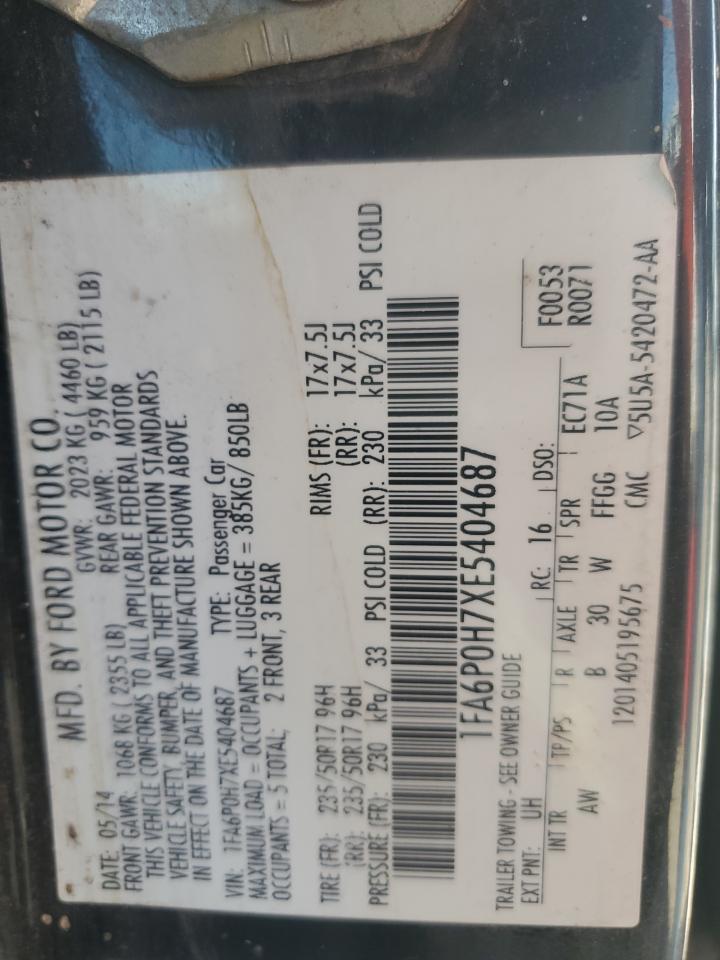 MFD. BY FORD MOTOR CO.
DATE: 05/14 GVWR: 2023 KG ( 4460 LB)
FRONT GAWR: 1068 KG ( 2355 LB) REAR GAWR: 959 KG ( 2115 LB)
THIS VEHICLE CONFORMS TO ALL APPLICABLE FEDERAL MOTOR
VEHICLE SAFETY, BUMPER, AND THEFT PREVENTION STANDARDS
IN EFFECT ON THE DATE OF MANUFACTURE SHOWN ABOVE.
VIN: 1FA6P0H7XE5404687 TYPE: Passenger Car
MAXIMUM LOAD = OCCUPANTS + LUGGAGE = 385KG/ 850LB
OCCUPANTS = 5 TOTAL; 2 FRONT, 3 REAR
TIRE (FR): 235/50R17 96H RIMS (FR): 17x7.5J
(RR): 235/50R17 96H (RR): 17x7.5J
PRESSURE (FR): 230 kPa/ 33 PSI COLD (RR): 230 kPa/ 33 PSI COLD
1FA6P0H7XE5404687
TRAILER TOWING - SEE OWNER GUIDE
EXT PNT: UH RC: 16 DSO: F0053
R0071
INT TR TP/PS R AXLE TR SPR EC71A
AW B 30 W FFGG 10A
1201405195675 CMC ▽5U5A-5420472-AA